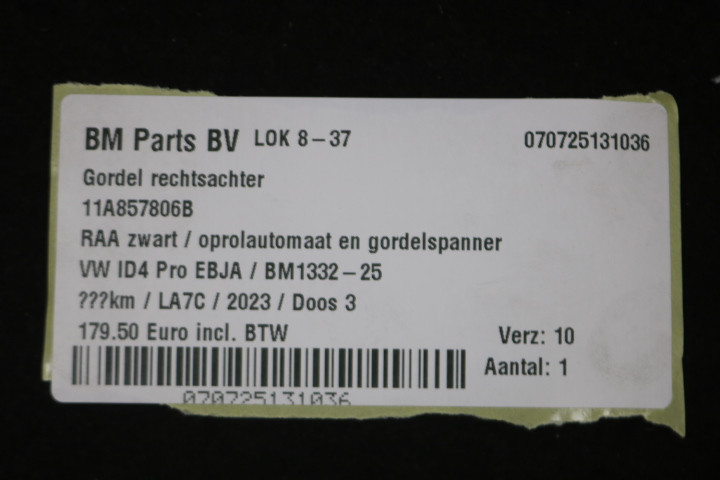 BM Parts BV LOK 8-37 070725131036
Gordel rechtsachter
11A857806B
RAA zwart / oprolautomaat en gordelspanner
VW ID4 Pro EBJA / BM1332-25
???km / LA7C / 2023 / Doos 3
179.50 Euro incl. BTW Verz: 10
Aantal: 1
070725131036